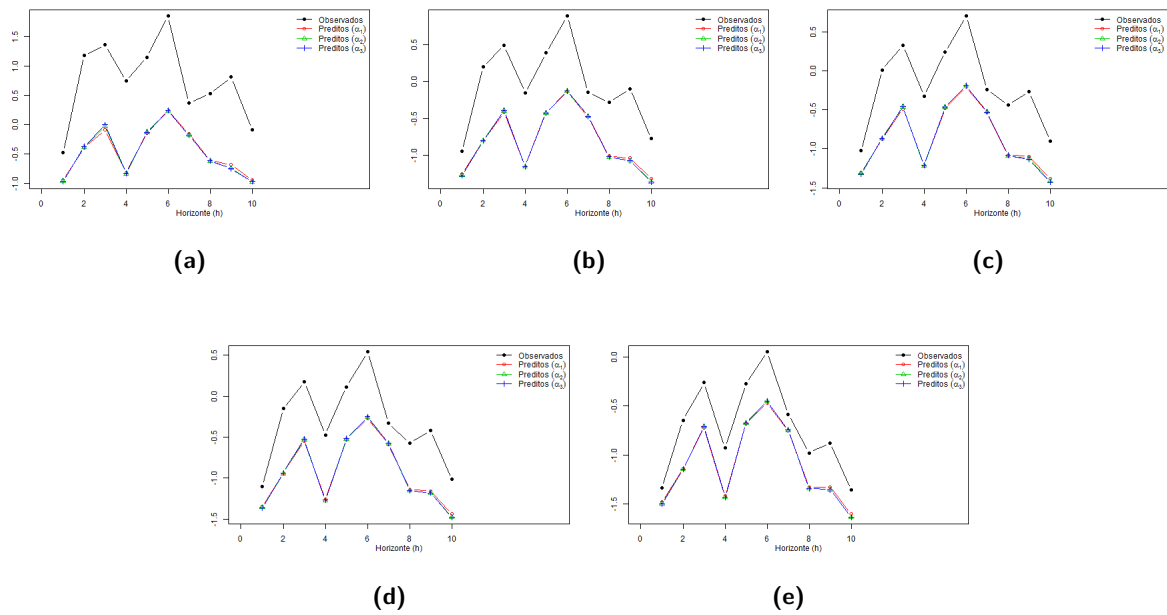 Observados
Preditos (α1)
Preditos (α2)
Preditos (α3)
1.5
1.0
0.5
0.0
-0.5
-1.0
0 2 4 6 8 10
Horizonte (h)
(a)
Observados
Preditos (α1)
Preditos (α2)
Preditos (α3)
0.5
0.0
-0.5
-1.0
0 2 4 6 8 10
Horizonte (h)
(b)
Observados
Preditos (α1)
Preditos (α2)
Preditos (α3)
0.5
0.0
-0.5
-1.0
-1.5
0 2 4 6 8 10
Horizonte (h)
(c)
Observados
Preditos (α1)
Preditos (α2)
Preditos (α3)
0.5
0.0
-0.5
-1.0
-1.5
0 2 4 6 8 10
Horizonte (h)
(d)
Observados
Preditos (α1)
Preditos (α2)
Preditos (α3)
0.0
-0.5
-1.0
-1.5
0 2 4 6 8 10
Horizonte (h)
(e)